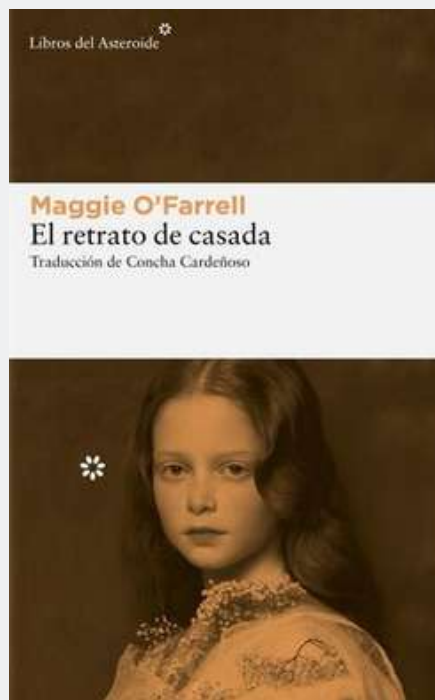 Libros del Asteroide
Maggie O'Farrell
El retrato de casada
Traducción de Concha Cardeñoso